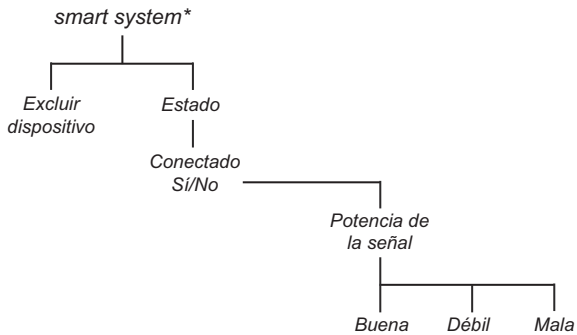 smart system*
Excluir
dispositivo
Estado
Conectado
Sí/No
Potencia de
la señal
Buena
Débil
Mala